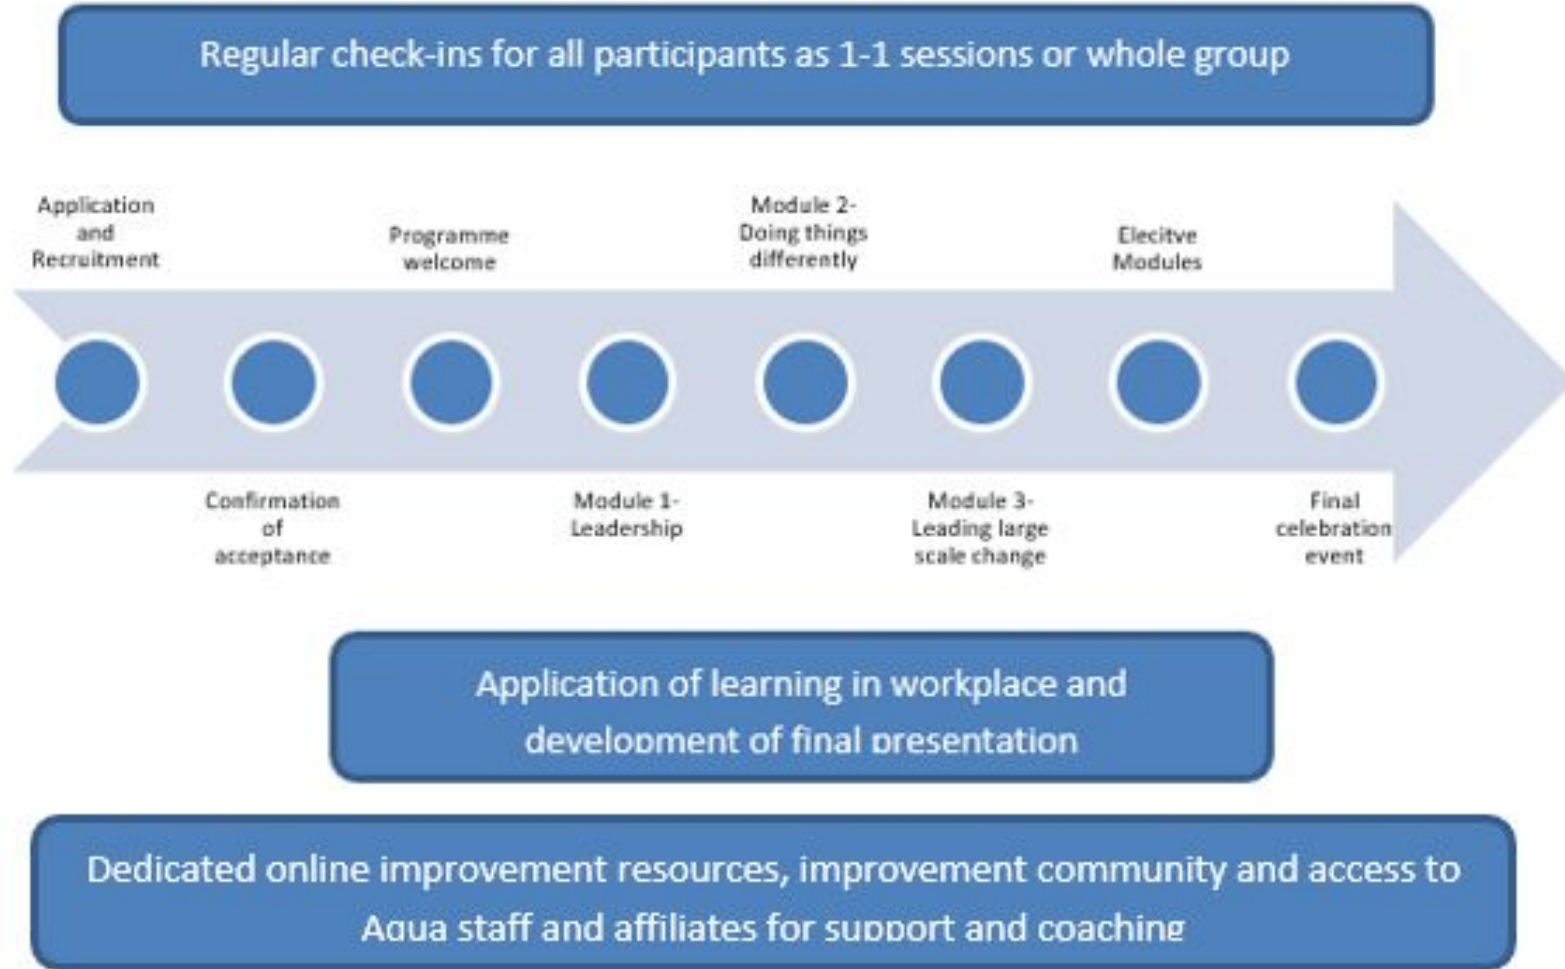 Regular check-ins for all participants as 1-1 sessions or whole group
Application
and
Recruitment
Confirmation
of
acceptance
Programme
welcome
Module 1-
Leadership
Module 2-
Doing things
differently
Module 3-
Leading large
scale change
Elecitve
Modules
Final
celebration
event
Application of learning in workplace and
development of final presentation
Dedicated online improvement resources, improvement community and access to
Aqua staff and affiliates for support and coaching